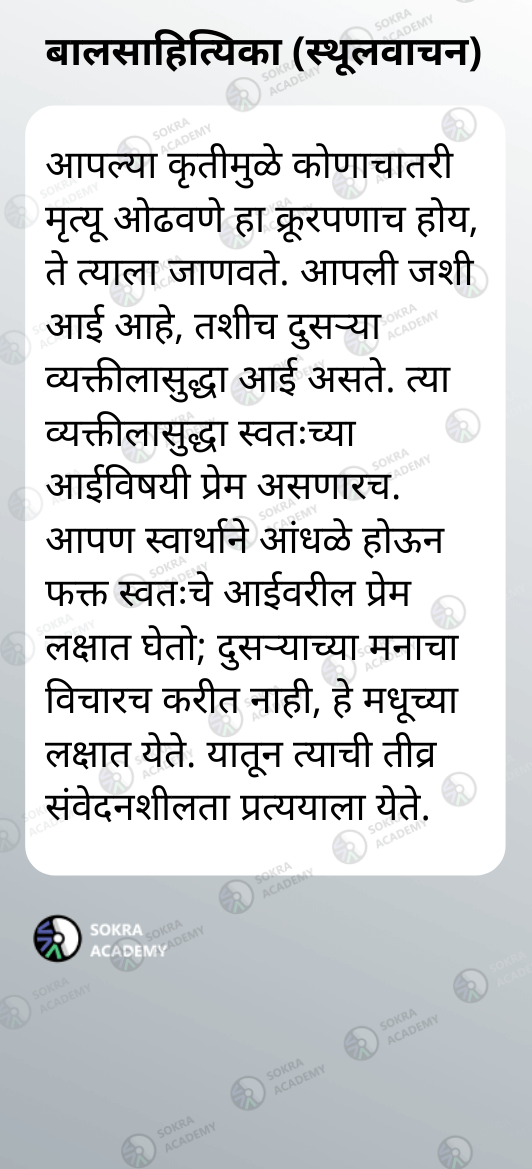 बालसाहित्यिका (स्थूलवाचन)
आपल्या कृतीमुळे कोणाचातरी
मृत्यू ओढवणे हा क्रूरपणाच होय,
ते त्याला जाणवते. आपली जशी
आई आहे, तशीच दुसऱ्या
व्यक्तीलासुद्धा आई असते. त्या
व्यक्तीलासुद्धा स्वतःच्या
आईविषयी प्रेम असणारच.
आपण स्वार्थाने आंधळे होऊन
फक्त स्वतःचे आईवरील प्रेम
लक्षात घेतो; दुसऱ्याच्या मनाचा
विचारच करीत नाही, हे मधूच्या
लक्षात येते. यातून त्याची तीव्र
संवेदनशीलता प्रत्ययाला येते.
SOKRA
ACADEMY